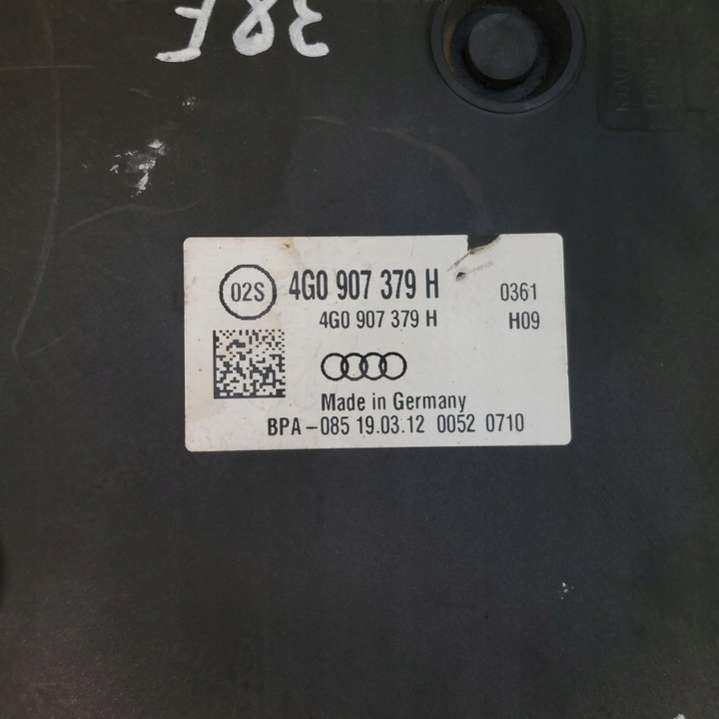 38F
02S
4G0 907 379 H
0361
4G0 907 379 H
H09
Made in Germany
BPA-085 19.03.12 0052 0710